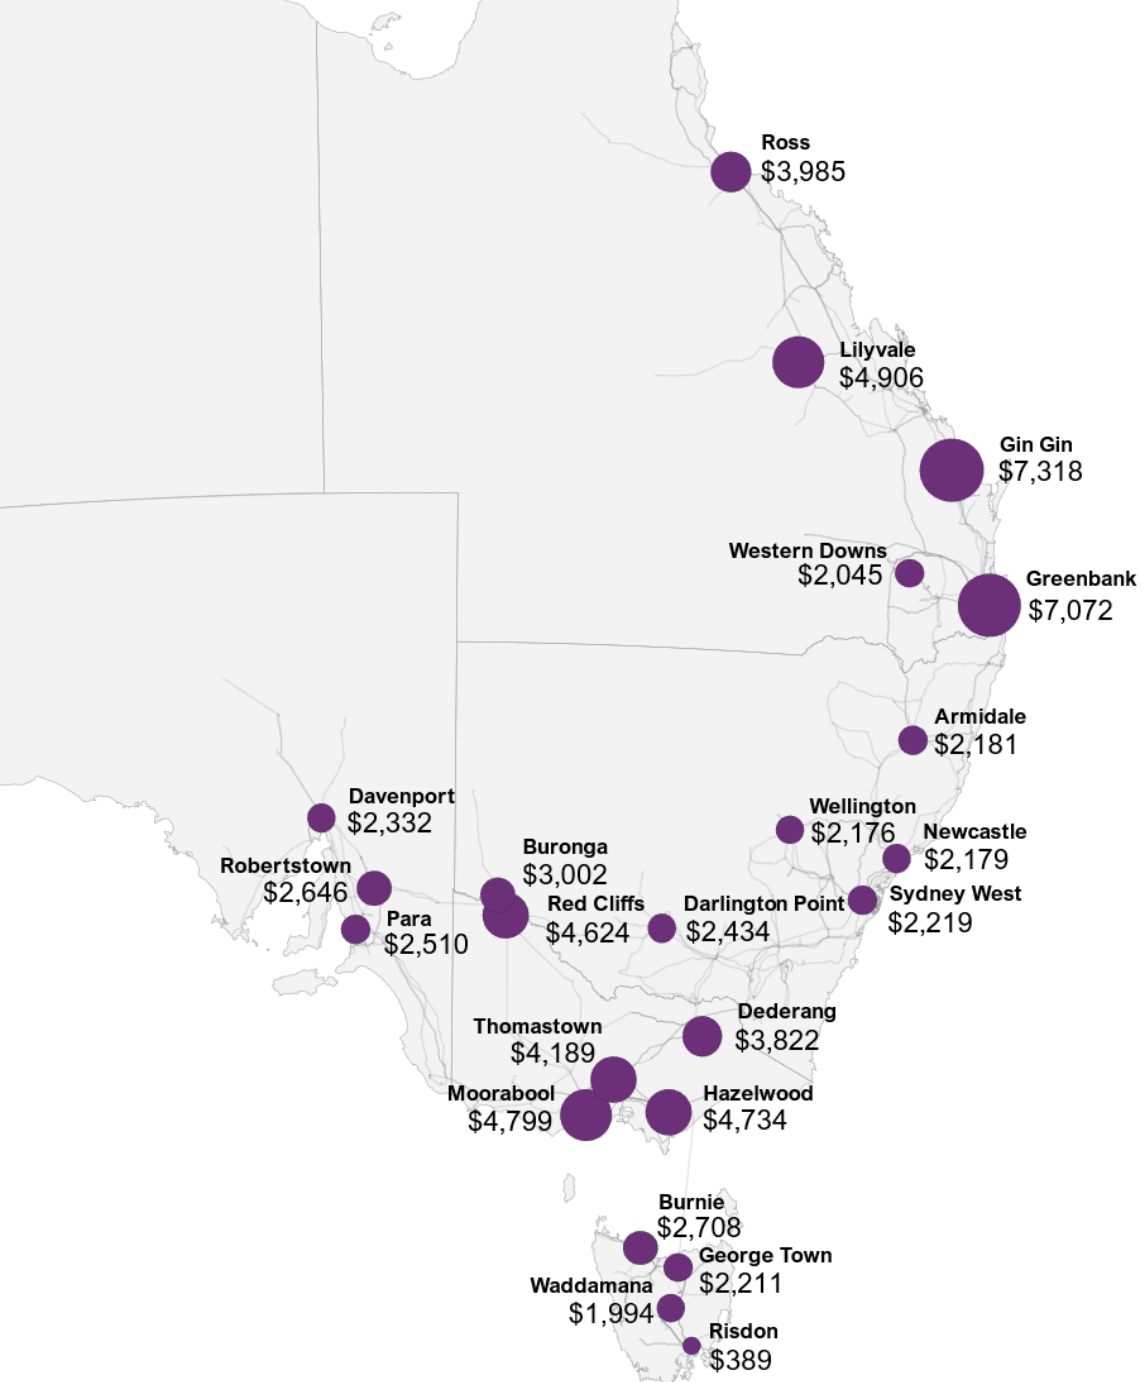 Ross
$3,985
Lilyvale
$4,906
Gin Gin
$7,318
Western Downs
$2,045
Greenbank
$7,072
Armidale
$2,181
Davenport
$2,332
Wellington
$2,176
Newcastle
$2,179
Buronga
$3,002
Robertstown
$2,646
Red Cliffs
$4,624
Darlington Point
$2,434
Sydney West
$2,219
Para
$2,510
Dederang
$3,822
Thomastown
$4,189
Moorabool
$4,799
Hazelwood
$4,734
Burnie
$2,708
George Town
$2,211
Waddamana
$1,994
Risdon
$389